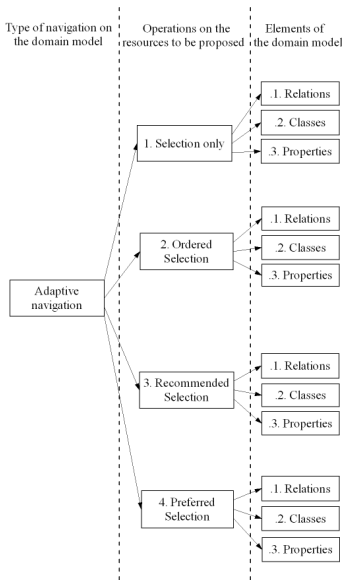 Type of navigation on
the domain model
Operations on the
resources to be proposed
Elements of
the domain model
Adaptive
navigation
1. Selection only
.1. Relations
.2. Classes
.3. Properties
2. Ordered
Selection
.1. Relations
.2. Classes
.3. Properties
3. Recommended
Selection
.1. Relations
.2. Classes
.3. Properties
4. Preferred
Selection
.1. Relations
.2. Classes
.3. Properties